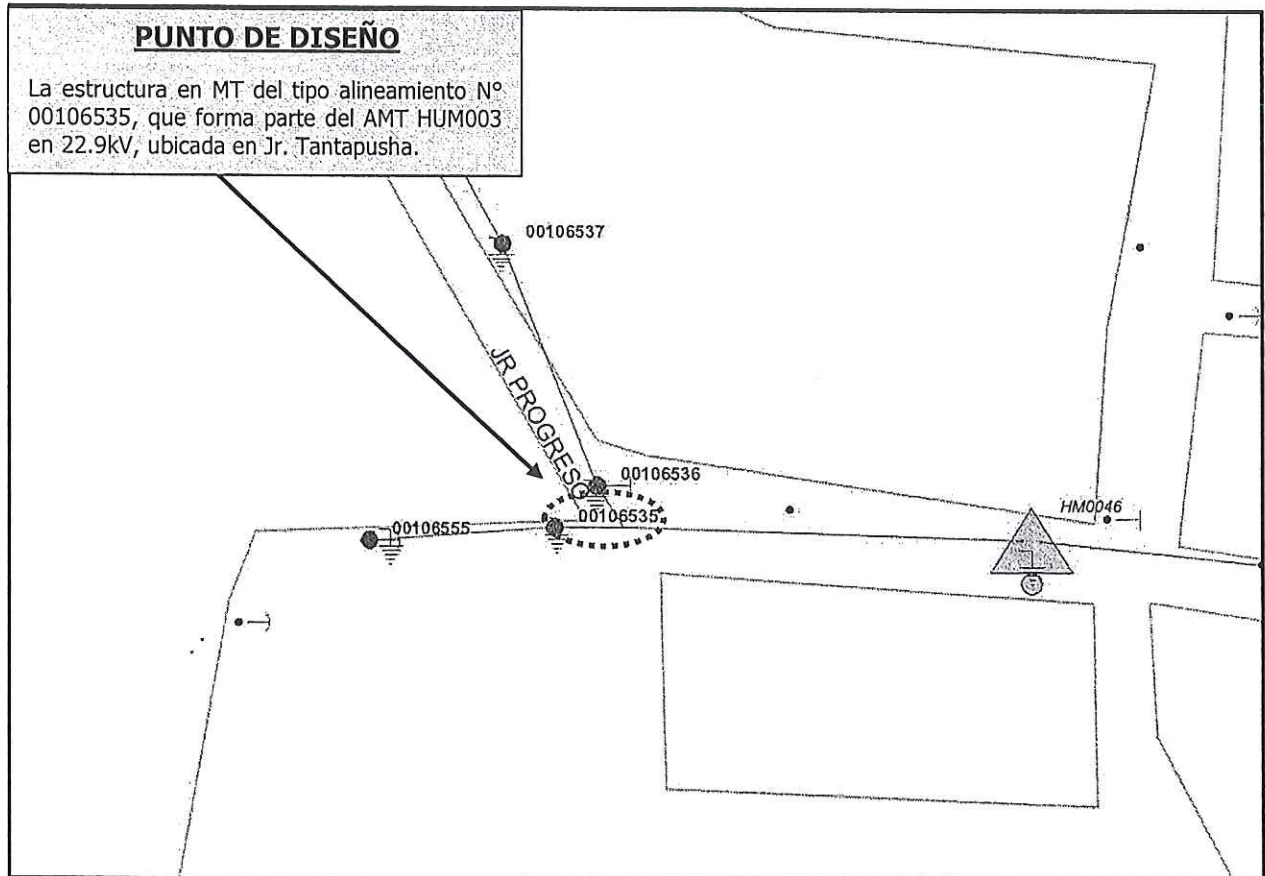 PUNTO DE DISEÑO
La estructura en MT del tipo alineamiento N°
00106535, que forma parte del AMT HUM003
en 22.9kV, ubicada en Jr. Tantapusha.
00106537
JR PROGRESO
00106536
HM0046
00106555
00106535